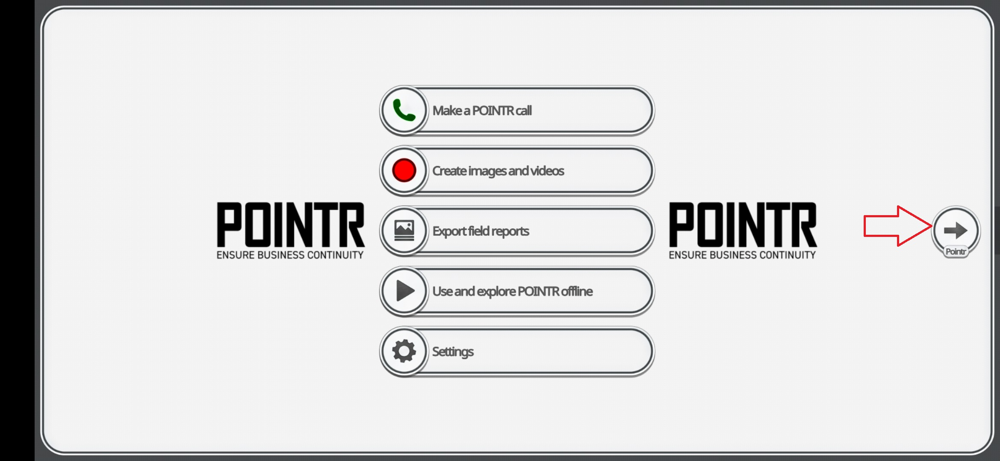 Make a POINTR call
Create images and videos
POINTR
ENSURE BUSINESS CONTINUITY
Export field reports
POINTR
ENSURE BUSINESS CONTINUITY
Pointr
Use and explore POINTR offline
Settings